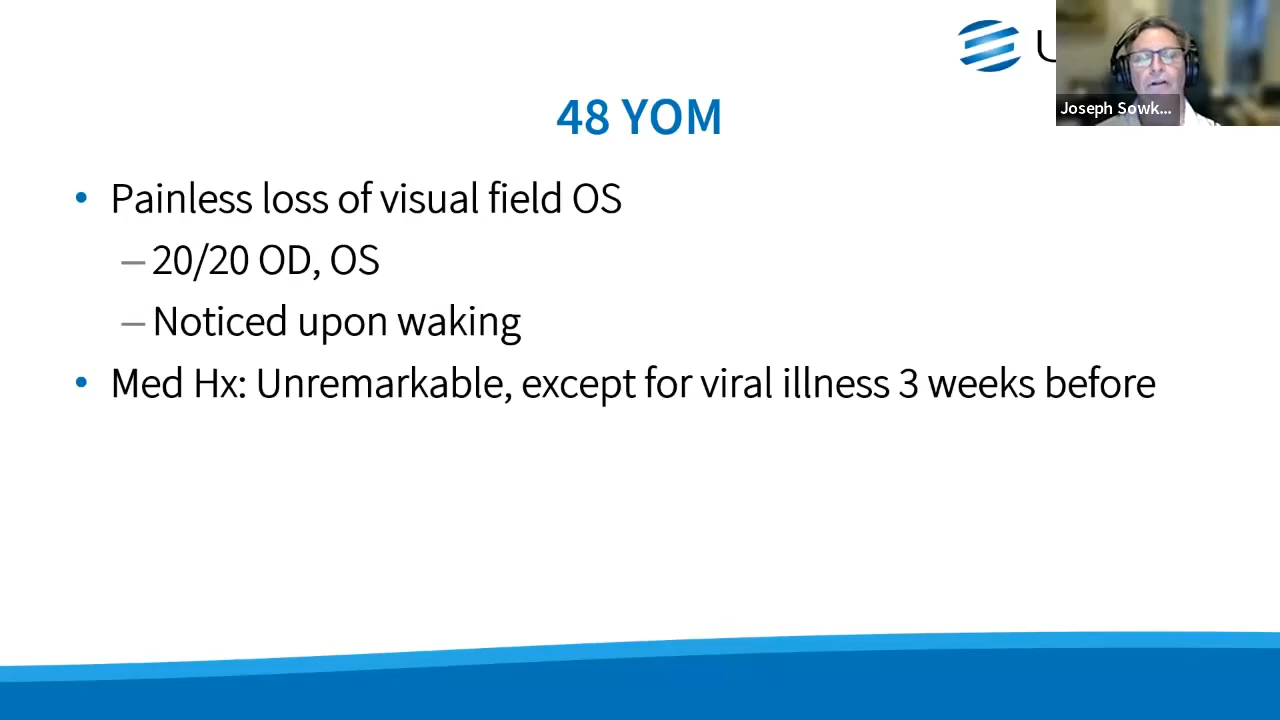 48 YOM
Joseph Sowk...
• Painless loss of visual field OS
– 20/20 OD, OS
– Noticed upon waking
• Med Hx: Unremarkable, except for viral illness 3 weeks before